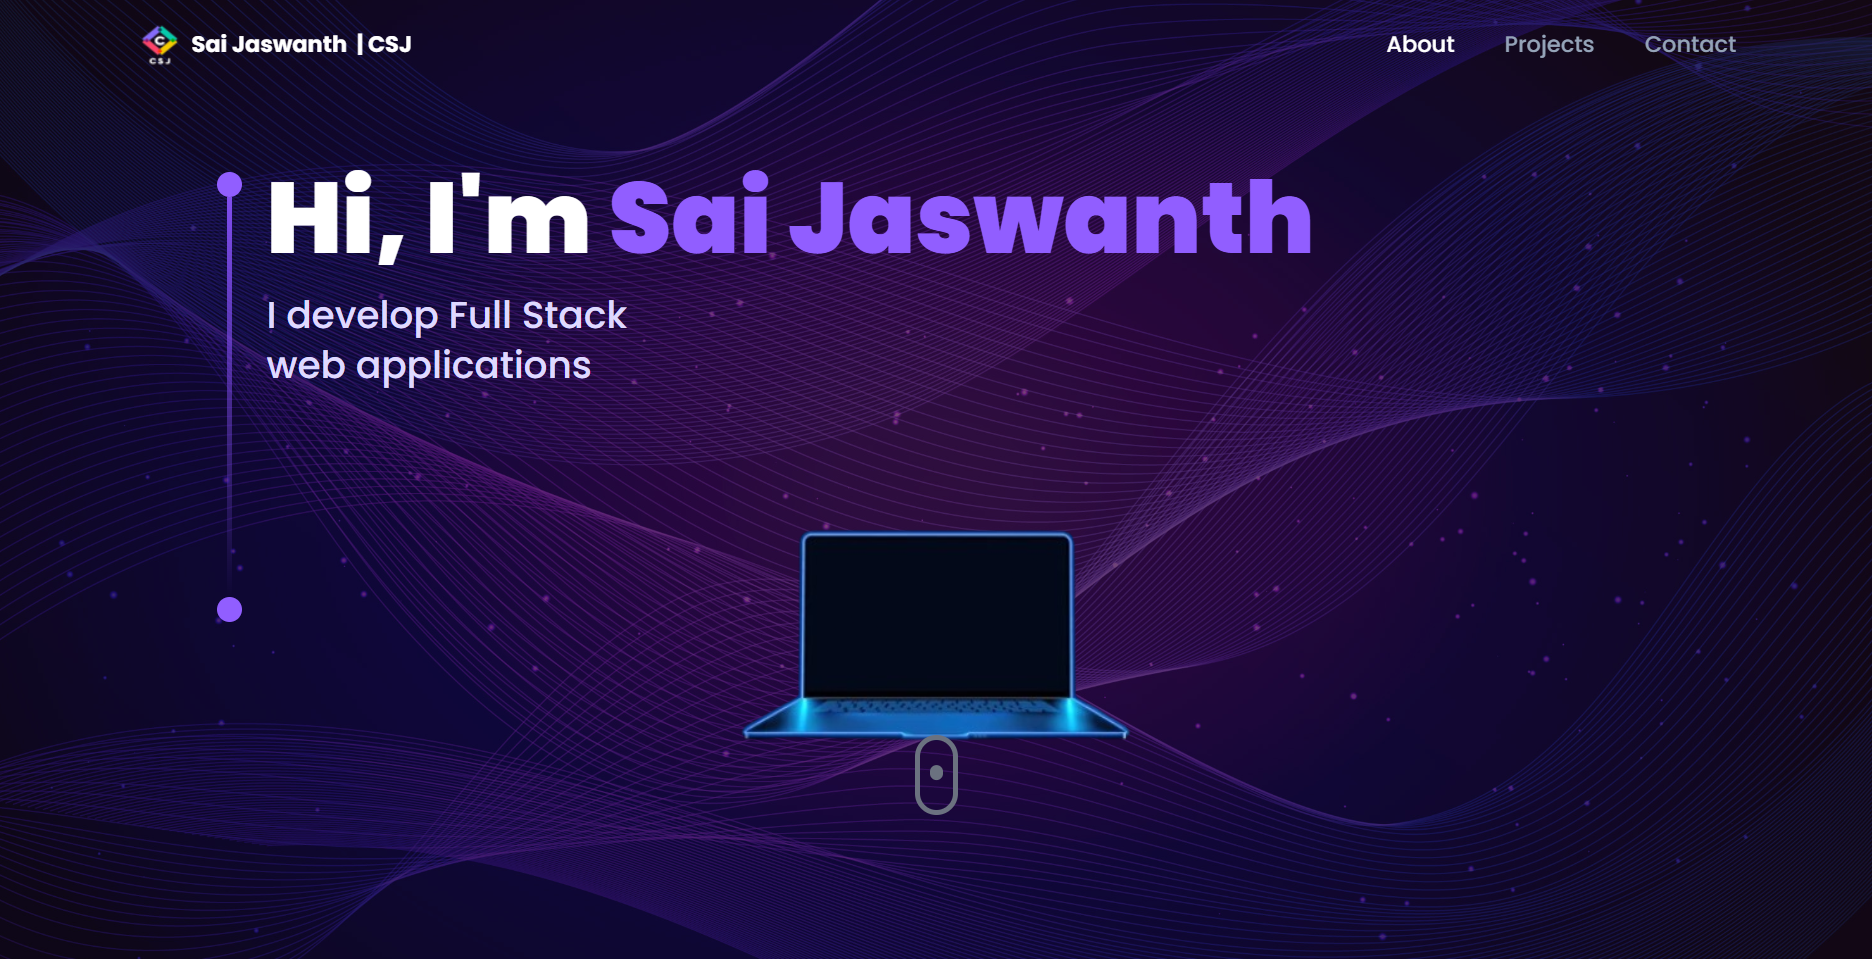 CSJ
Sai Jaswanth | CSJ
About
Projects
Contact
Hi, I'm Sai Jaswanth
I develop Full Stack
web applications